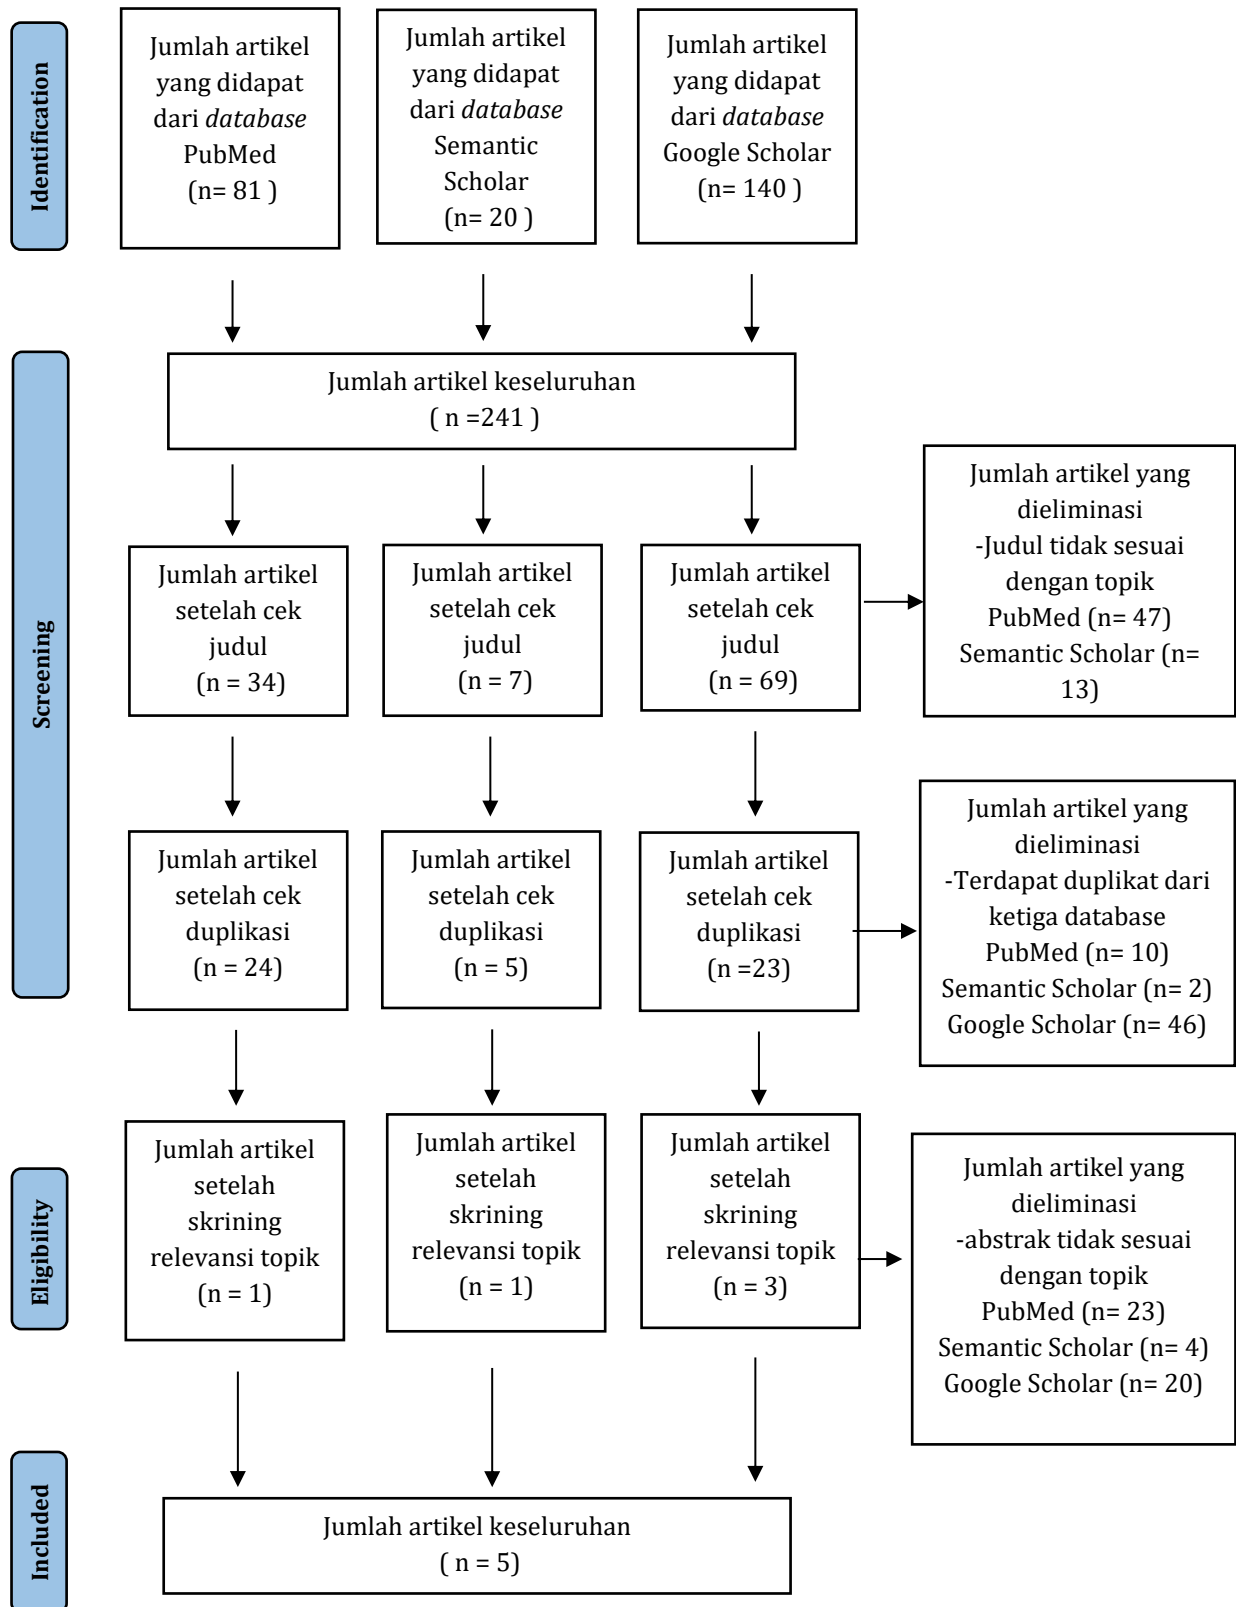 Identification
Jumlah artikel
yang didapat
dari database
PubMed
(n= 81 )
Jumlah artikel
yang didapat
dari database
Semantic
Scholar
(n= 20 )
Jumlah artikel
yang didapat
dari database
Google Scholar
(n= 140 )
Screening
Jumlah artikel keseluruhan
( n =241 )
Jumlah artikel
setelah cek
judul
(n = 34)
Jumlah artikel
setelah cek
judul
(n = 7)
Jumlah artikel
setelah cek
judul
(n = 69)
Jumlah artikel yang
dieliminasi
-Judul tidak sesuai
dengan topik
PubMed (n= 47)
Semantic Scholar (n=
13)
Jumlah artikel
setelah cek
duplikasi
(n = 24)
Jumlah artikel
setelah cek
duplikasi
(n = 5)
Jumlah artikel
setelah cek
duplikasi
(n =23)
Jumlah artikel yang
dieliminasi
-Terdapat duplikat dari
ketiga database
PubMed (n= 10)
Semantic Scholar (n= 2)
Google Scholar (n= 46)
Eligibility
Jumlah artikel
setelah
skrining
relevansi topik
(n = 1)
Jumlah artikel
setelah
skrining
relevansi topik
(n = 1)
Jumlah artikel
setelah
skrining
relevansi topik
(n = 3)
Jumlah artikel yang
dieliminasi
-abstrak tidak sesuai
dengan topik
PubMed (n= 23)
Semantic Scholar (n= 4)
Google Scholar (n= 20)
Included
Jumlah artikel keseluruhan
( n = 5)